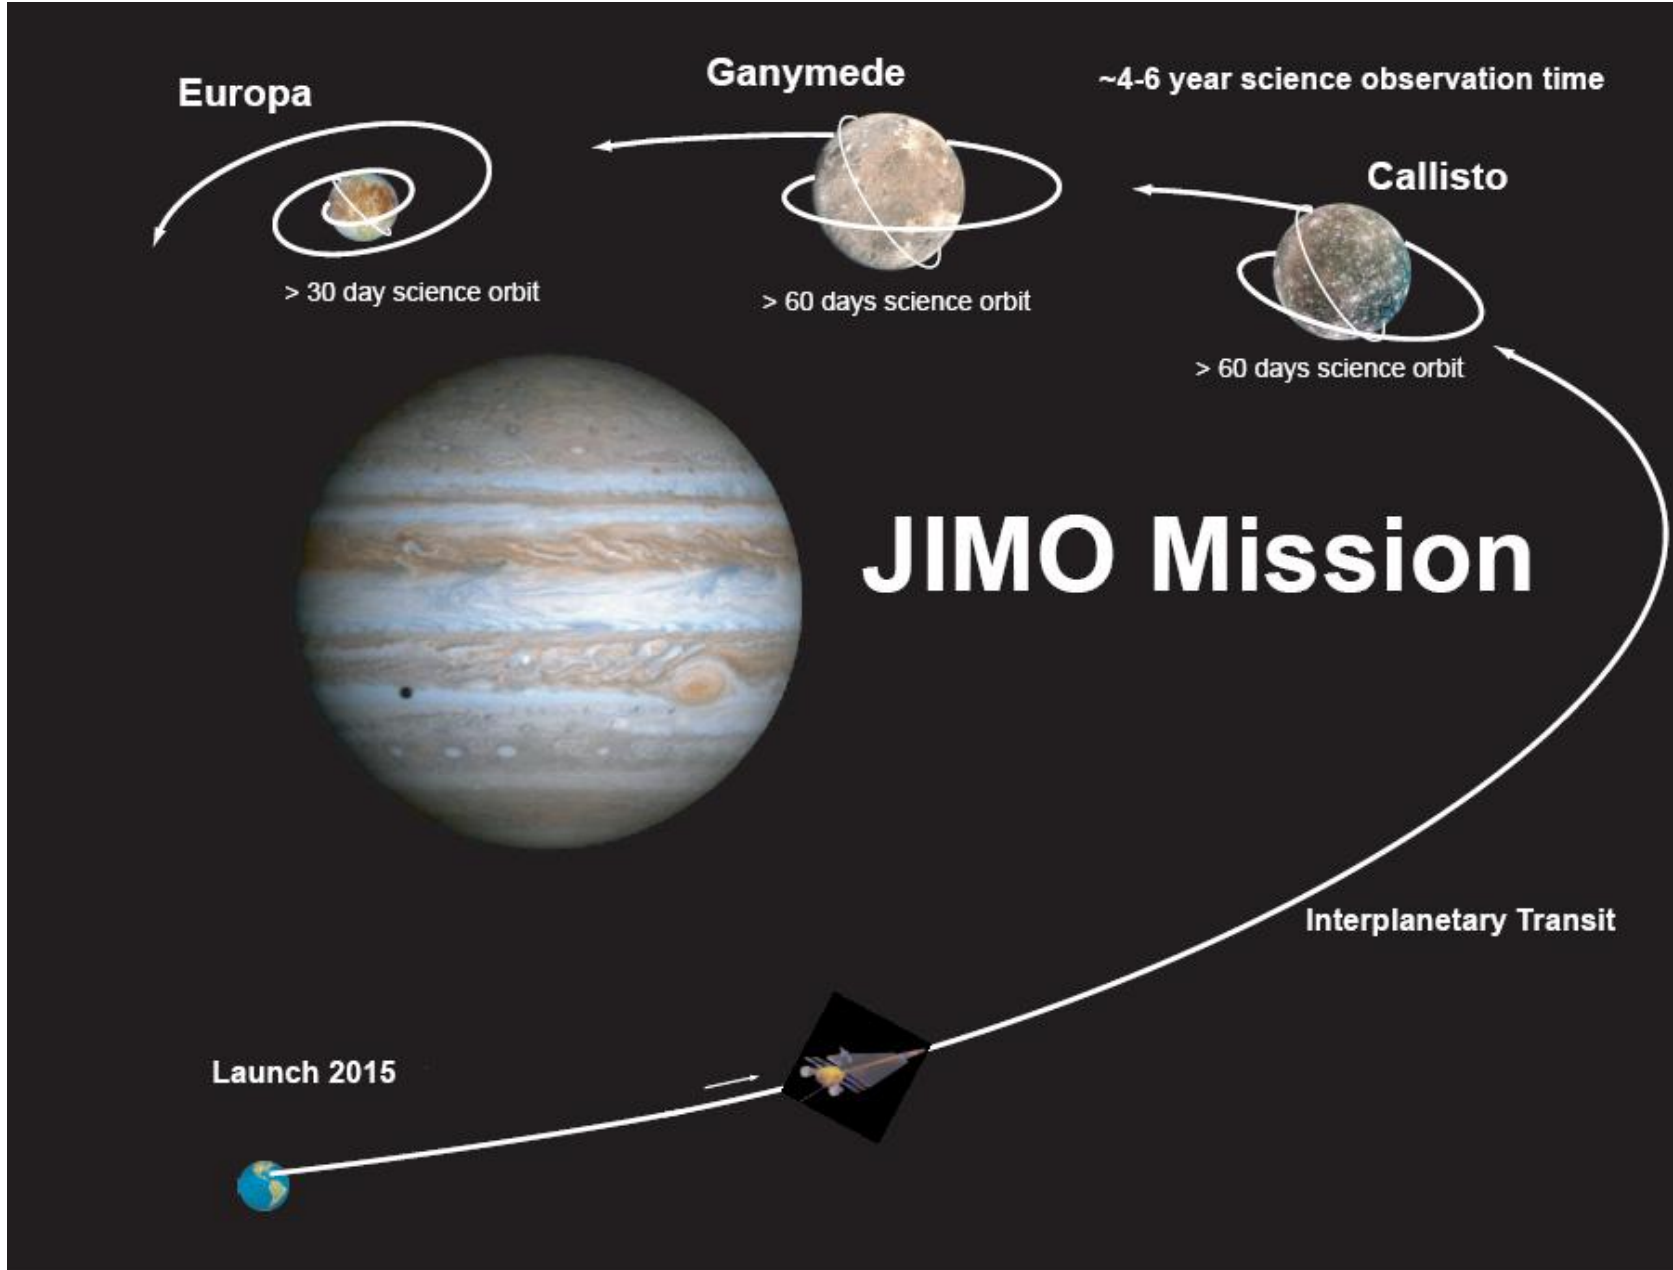 Europa
Ganymede
~4-6 year science observation time
Callisto
> 30 day science orbit
> 60 days science orbit
> 60 days science orbit
JIMO Mission
Interplanetary Transit
Launch 2015